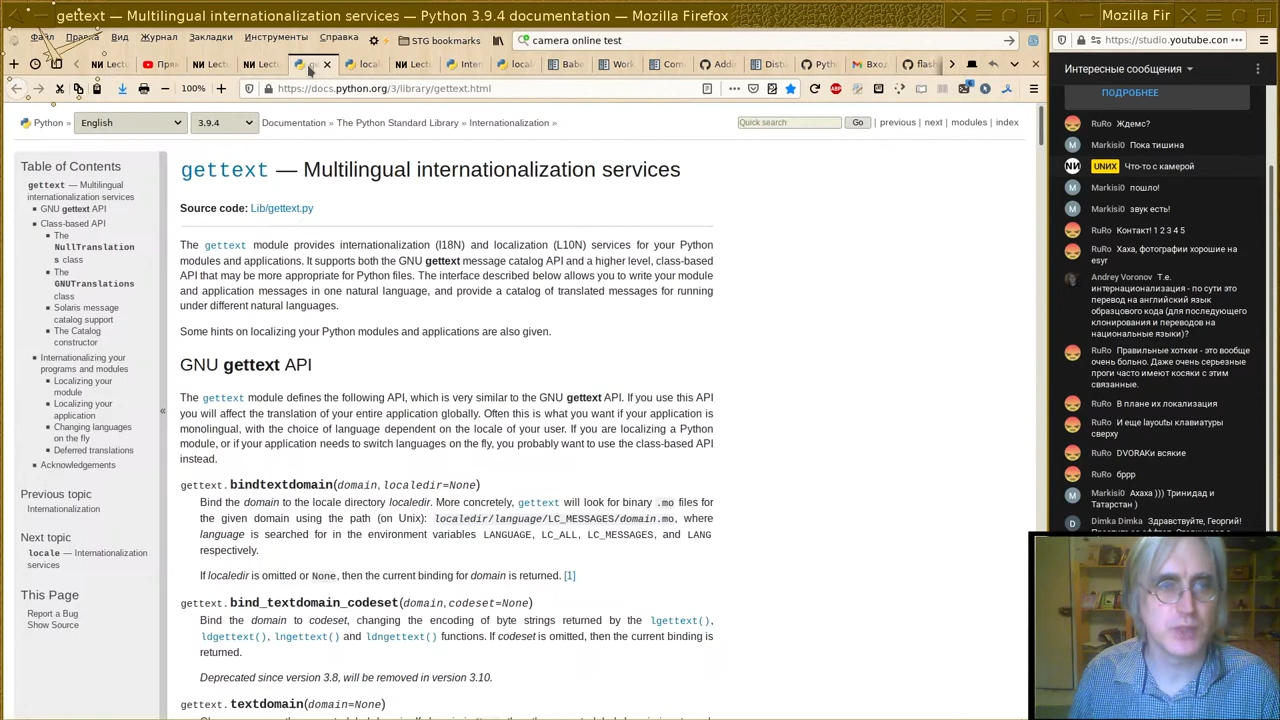 gettext — Multilingual internationalization services — Python 3.9.4 documentation — Mozilla Firefox
Файл Правка Вид Журнал Закладки Инструменты Справка
STG bookmarks
camera online test
Lectu
Пря
Lectu
Lectu
ge
local
Lectu
Inter
local
Babe
Work
Com
Addi
Distu
Pyth
Вход
flash
100%
https://docs.python.org/3/library/gettext.html
Python » English 3.9.4 Documentation » The Python Standard Library » Internationalization »
Quick search Go | previous | next | modules | index
Table of Contents
gettext — Multilingual
internationalization services
GNU gettext API
Class-based API
The
NullTranslation
s class
The
GNUTranslations
class
Solaris message
catalog support
The Catalog
constructor
Internationalizing your
programs and modules
Localizing your
module
Localizing your
application
Changing languages
on the fly
Deferred translations
Acknowledgements
Previous topic
Internationalization
Next topic
locale — Internationalization
services
This Page
Report a Bug
Show Source
«
gettext — Multilingual internationalization services
Source code: Lib/gettext.py
The gettext module provides internationalization (I18N) and localization (L10N) services for your Python
modules and applications. It supports both the GNU gettext message catalog API and a higher level, class-based
API that may be more appropriate for Python files. The interface described below allows you to write your module
and application messages in one natural language, and provide a catalog of translated messages for running
under different natural languages.
Some hints on localizing your Python modules and applications are also given.
GNU gettext API
The gettext module defines the following API, which is very similar to the GNU gettext API. If you use this API
you will affect the translation of your entire application globally. Often this is what you want if your application is
monolingual, with the choice of language dependent on the locale of your user. If you are localizing a Python
module, or if your application needs to switch languages on the fly, you probably want to use the class-based API
instead.
gettext.bindtextdomain(domain, localedir=None)
Bind the domain to the locale directory localedir. More concretely, gettext will look for binary .mo files for
the given domain using the path (on Unix): localedir/language/LC_MESSAGES/domain.mo, where
language is searched for in the environment variables LANGUAGE, LC_ALL, LC_MESSAGES, and LANG
respectively.
If localedir is omitted or None, then the current binding for domain is returned. [1]
gettext.bind_textdomain_codeset(domain, codeset=None)
Bind the domain to codeset, changing the encoding of byte strings returned by the lgettext(),
ldgettext(), lngettext() and ldngettext() functions. If codeset is omitted, then the current binding is
returned.
Deprecated since version 3.8, will be removed in version 3.10.
gettext.textdomain(domain=None)
Mozilla Fir
https://studio.youtube.con
Интересные сообщения
ПОДРОБНЕЕ
RuRo Ждемс?
Markisi0 Пока тишина
UNИX Что-то с камерой
Markisi0 пошло!
Markisi0 звук есть!
RuRo Контакт! 1 2 3 4 5
RuRo Хаха, фотографии хорошие на
esyr
Andrey Voronov Т.е.
интернационализация - по сути это
перевод на английский язык
образцового кода (для последующего
клонирования и переводов на
национальные языки)?
RuRo Правильные хоткеи - это вообще
очень больно. Даже очень серьезные
проги часто имеют косяки с этим
связанные.
RuRo В плане их локализация
RuRo И еще layoutы клавиатуры
сверху
RuRo DVORAKи всякие
RuRo бррр
Markisi0 Ахаха ))) Тринидад и
Татарстан )
Dimka Dimka Здравствуйте, Георгий!